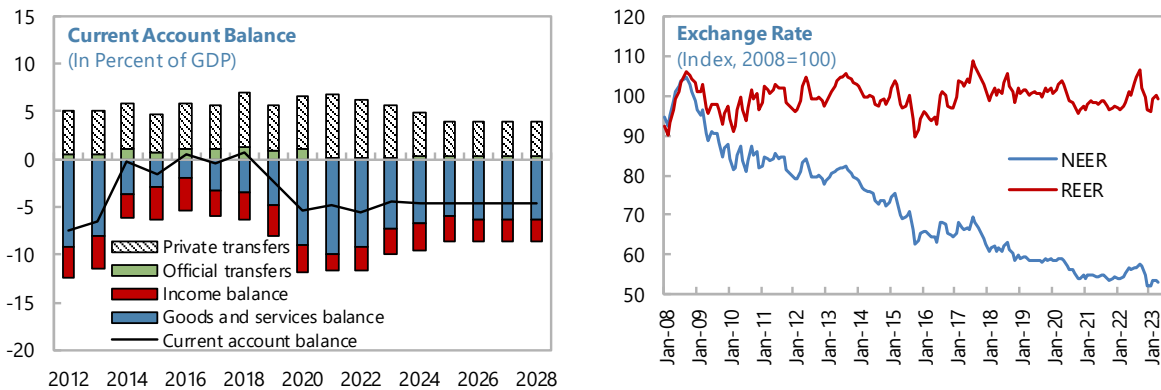 Current Account Balance
(In Percent of GDP)
15
10
5
0
-5
-10
-15
-20
Private transfers
Official transfers
Income balance
Goods and services balance
Current account balance
2012 2014 2016 2018 2020 2022 2024 2026 2028
Exchange Rate
(Index, 2008=100)
120
110
100
90
80
70
60
50
NEER
REER
Jan-08
Jan-09
Jan-10
Jan-11
Jan-12
Jan-13
Jan-14
Jan-15
Jan-16
Jan-17
Jan-18
Jan-19
Jan-20
Jan-21
Jan-22
Jan-23